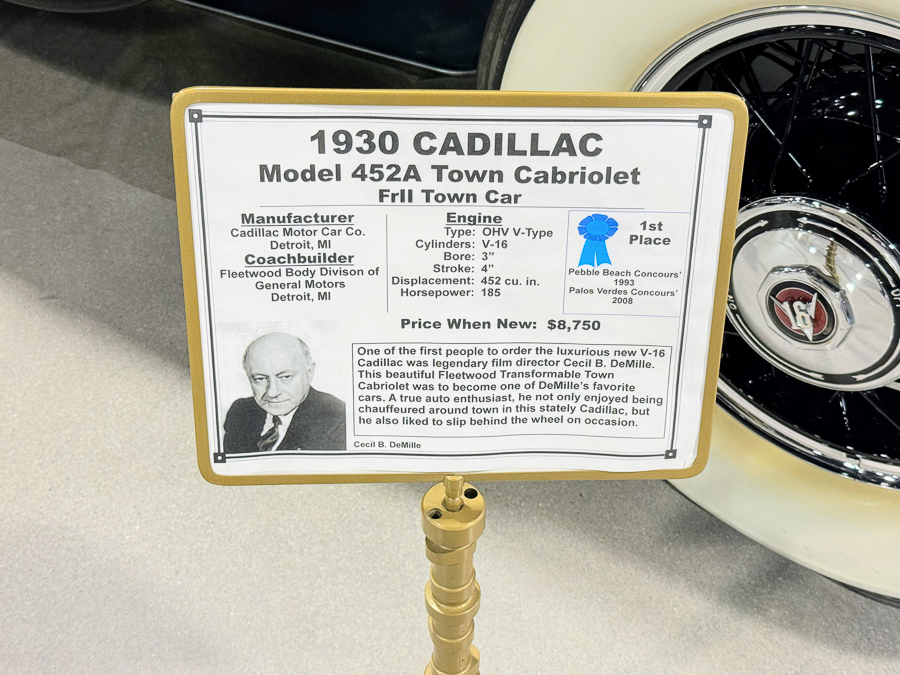 1930 CADILLAC
Model 452A Town Cabriolet
FrII Town Car
Manufacturer
Cadillac Motor Car Co.
Detroit, MI
Coachbuilder
Fleetwood Body Divison of
General Motors
Detroit, MI
Engine
Type: OHV V-Type
Cylinders: V-16
Bore: 3”
Stroke: 4”
Displacement: 452 cu. in.
Horsepower: 185
1st
Place
Pebble Beach Concours’
1993
Palos Verdes Concours’
2008
Price When New: $8,750
One of the first people to order the luxurious new V-16
Cadillac was legendary film director Cecil B. DeMille.
This beautiful Fleetwood Transformable Town
Cabriolet was to become one of DeMille’s favorite
cars. A true auto enthusiast, he not only enjoyed being
chauffeured around town in this stately Cadillac, but
he also liked to slip behind the wheel on occasion.
Cecil B. DeMille
V16
ON